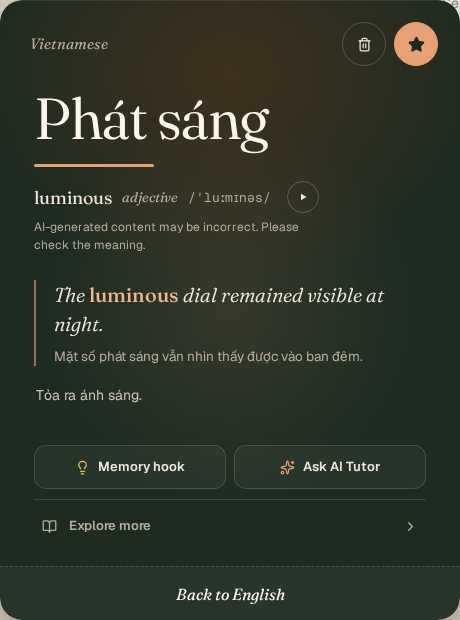 Vietnamese
Phát sáng
luminous adjective /ˈluːmɪnəs/
AI-generated content may be incorrect. Please
check the meaning.
The luminous dial remained visible at
night.
Mặt số phát sáng vẫn nhìn thấy được vào ban đêm.
Tỏa ra ánh sáng.
Memory hook
Ask AI Tutor
Explore more
Back to English